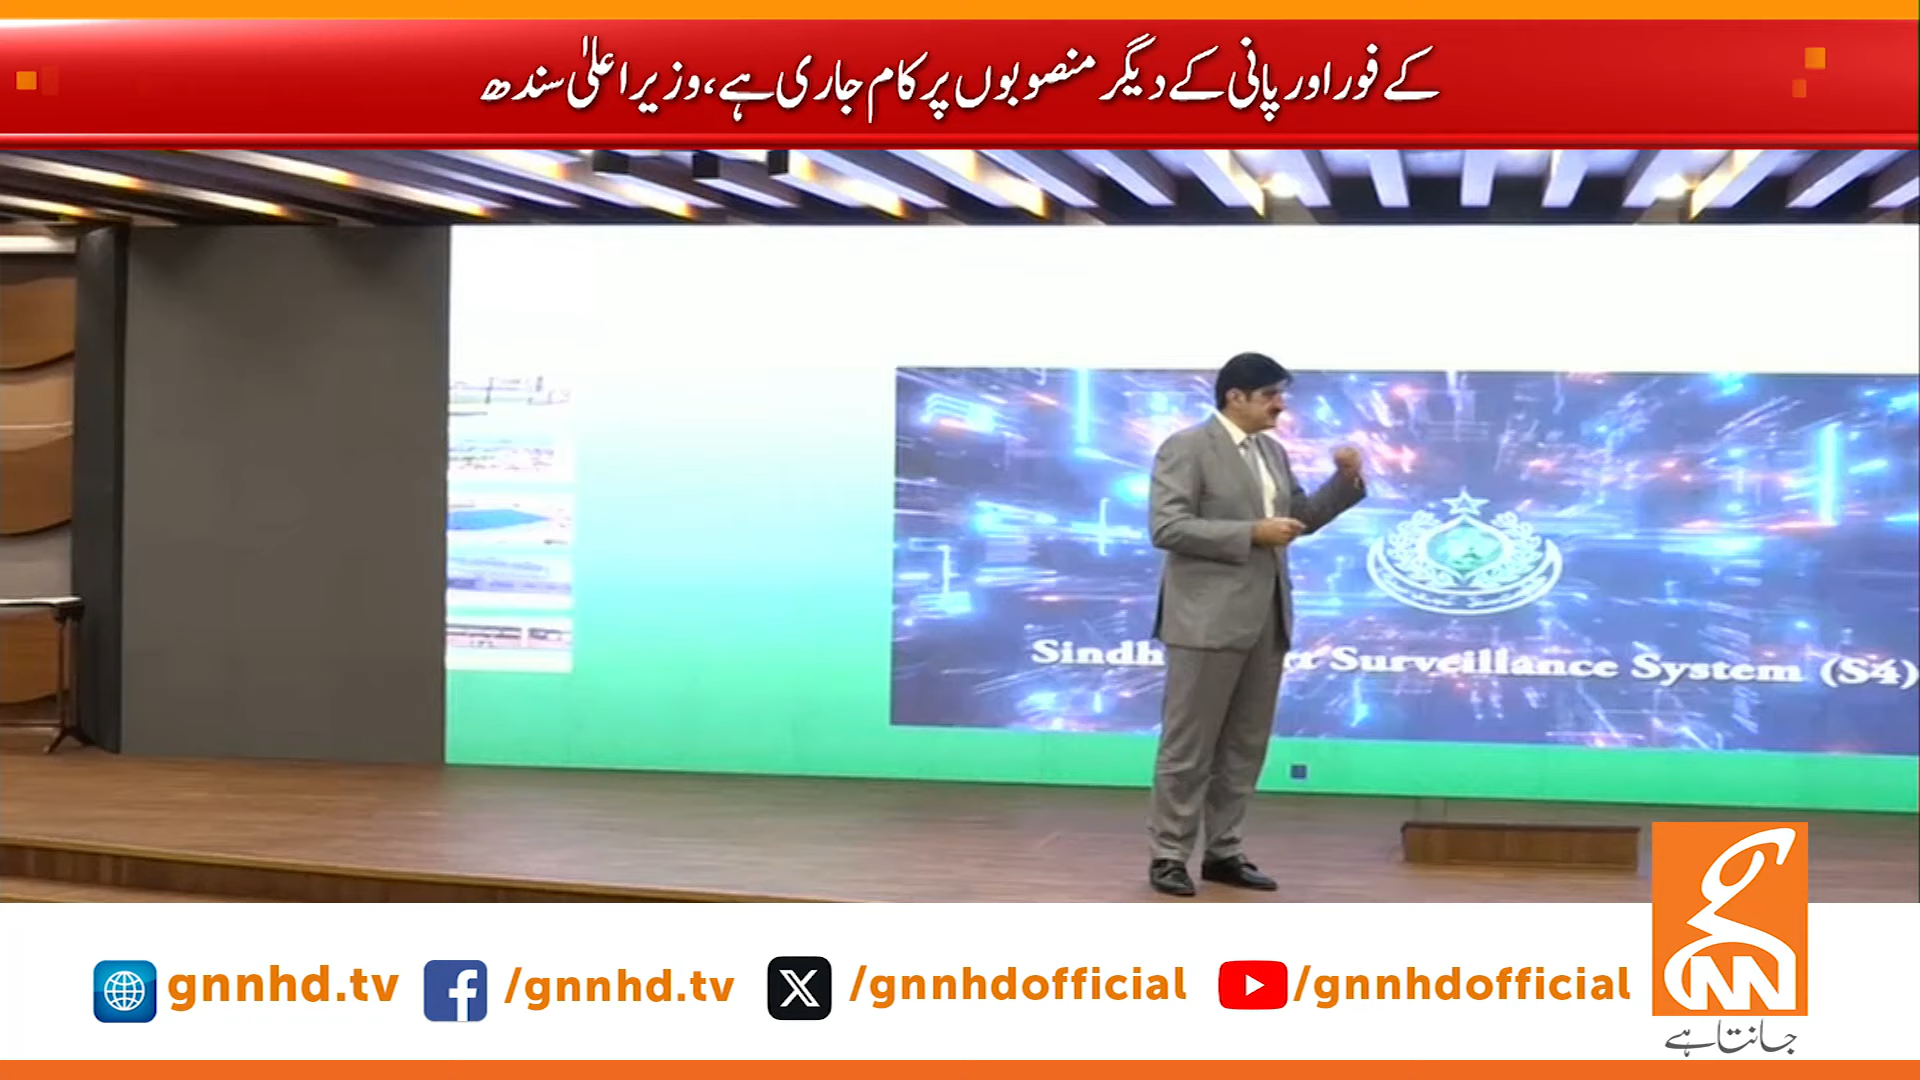 کے فور اور پانی کے دیگر منصوبوں پر کام جاری ہے، وزیراعلیٰ سندھ
Sindh Surveillance System (S4)
gnnhd.tv /gnnhd.tv /gnnhdofficial /gnnhdofficial
GNN
جانتا ہے